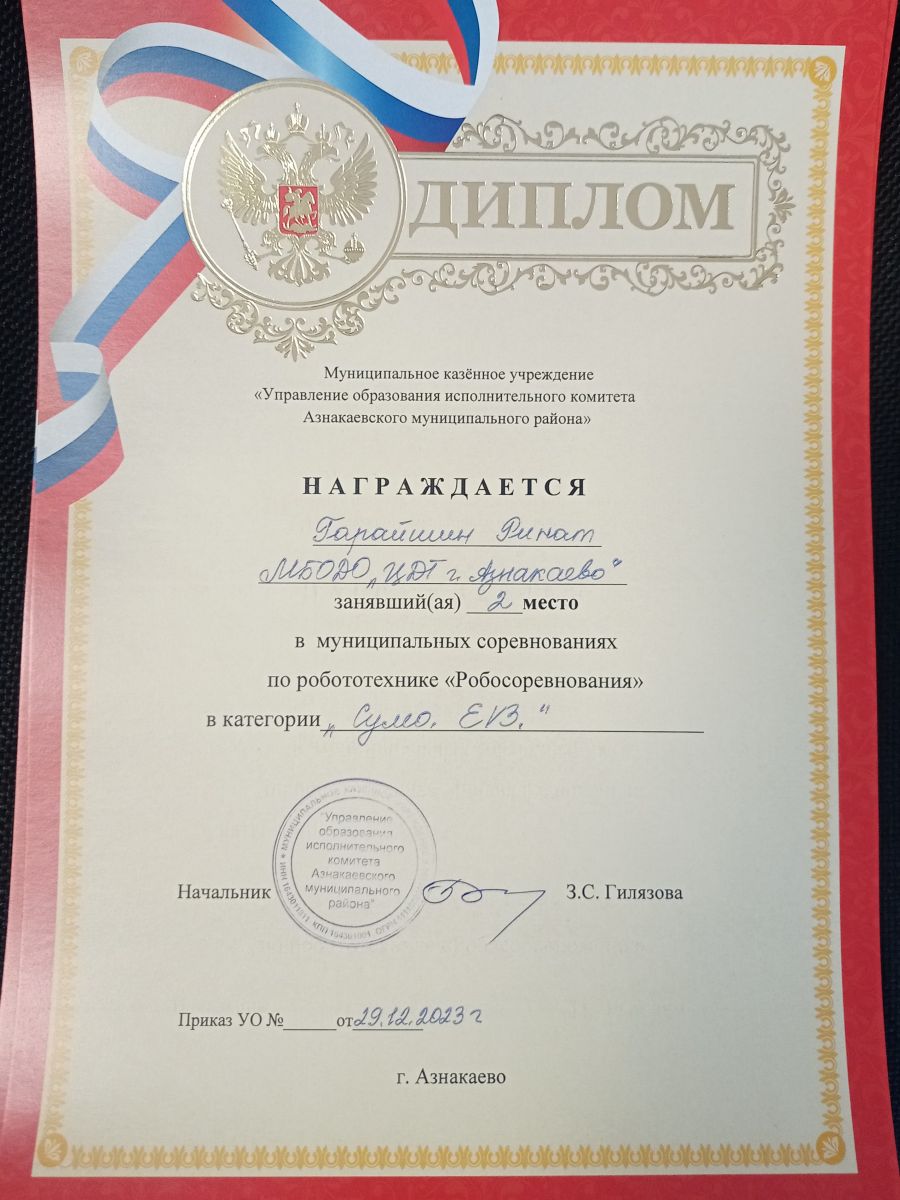 ДИПЛОМ
Муниципальное казённое учреждение
«Управление образования исполнительного комитета
Азнакаевского муниципального района»
НАГРАЖДАЕТСЯ
Гарайшин Ринат
МБОДО „ЦДТ г. Азнакаево"
занявший(ая) 2 место
в муниципальных соревнованиях
по робототехнике «Робосоревнования»
в категории „Сумо. EV3."
"Управление
образования
исполнительного
комитета
Азнакаевского
муниципального
района"
Начальник З.С. Гилязова
Приказ УО №______от 29.12.2023 г
г. Азнакаево